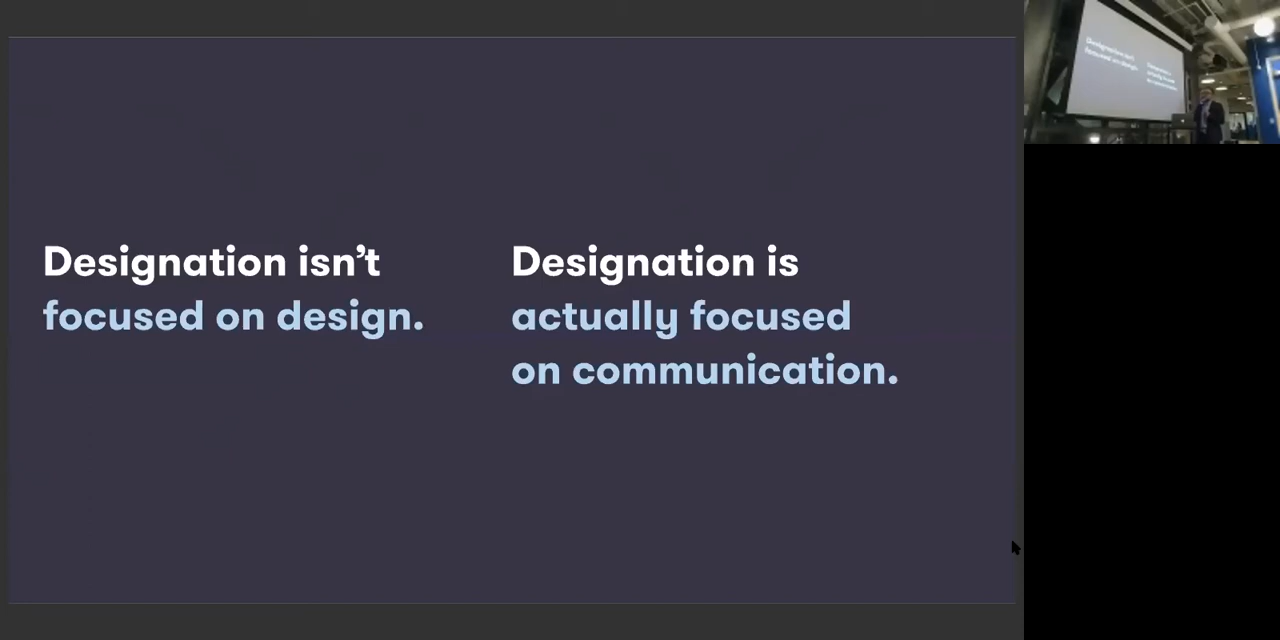 Designation isn’t
focused on design.
Designation is
actually focused
on communication.